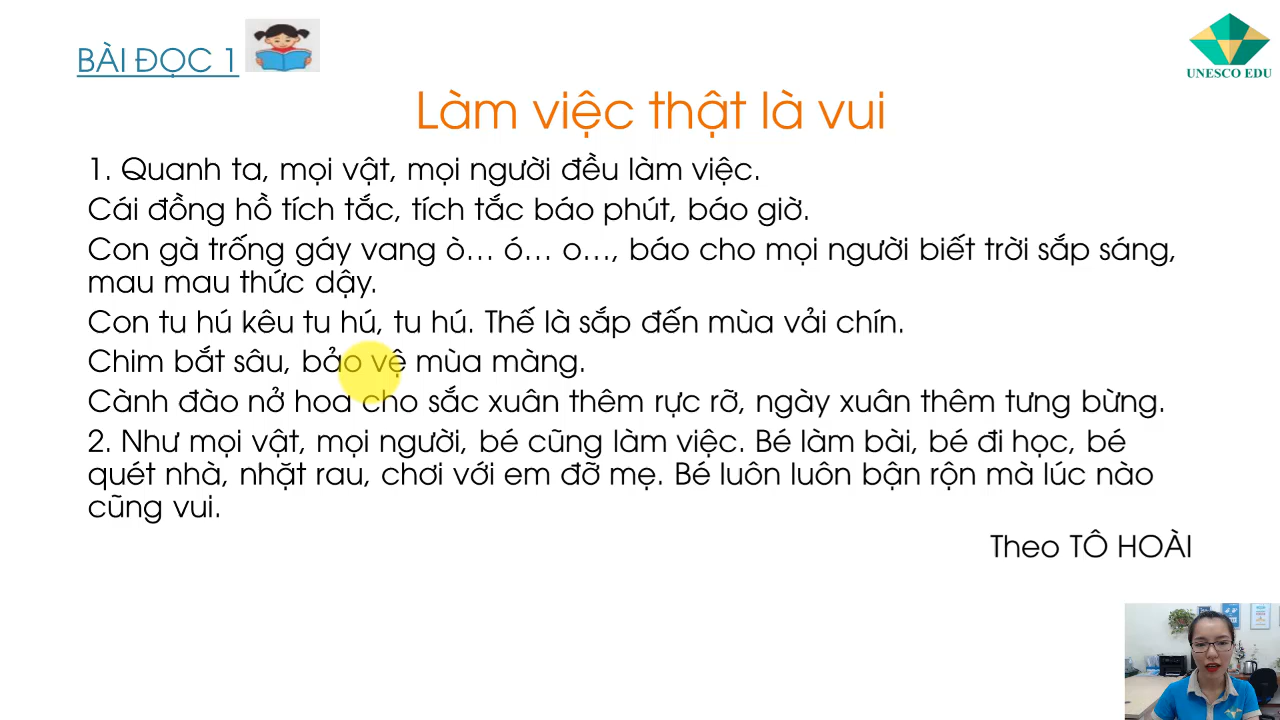 BÀI ĐỌC 1
UNESCO EDU
Làm việc thật là vui
1. Quanh ta, mọi vật, mọi người đều làm việc.
Cái đồng hồ tích tắc, tích tắc báo phút, báo giờ.
Con gà trống gáy vang ò... ó... o..., báo cho mọi người biết trời sắp sáng,
mau mau thức dậy.
Con tu hú kêu tu hú, tu hú. Thế là sắp đến mùa vải chín.
Chim bắt sâu, bảo vệ mùa màng.
Cành đào nở hoa cho sắc xuân thêm rực rỡ, ngày xuân thêm tưng bừng.
2. Như mọi vật, mọi người, bé cũng làm việc. Bé làm bài, bé đi học, bé
quét nhà, nhặt rau, chơi với em đỡ mẹ. Bé luôn luôn bận rộn mà lúc nào
cũng vui.
Theo TÔ HOÀI